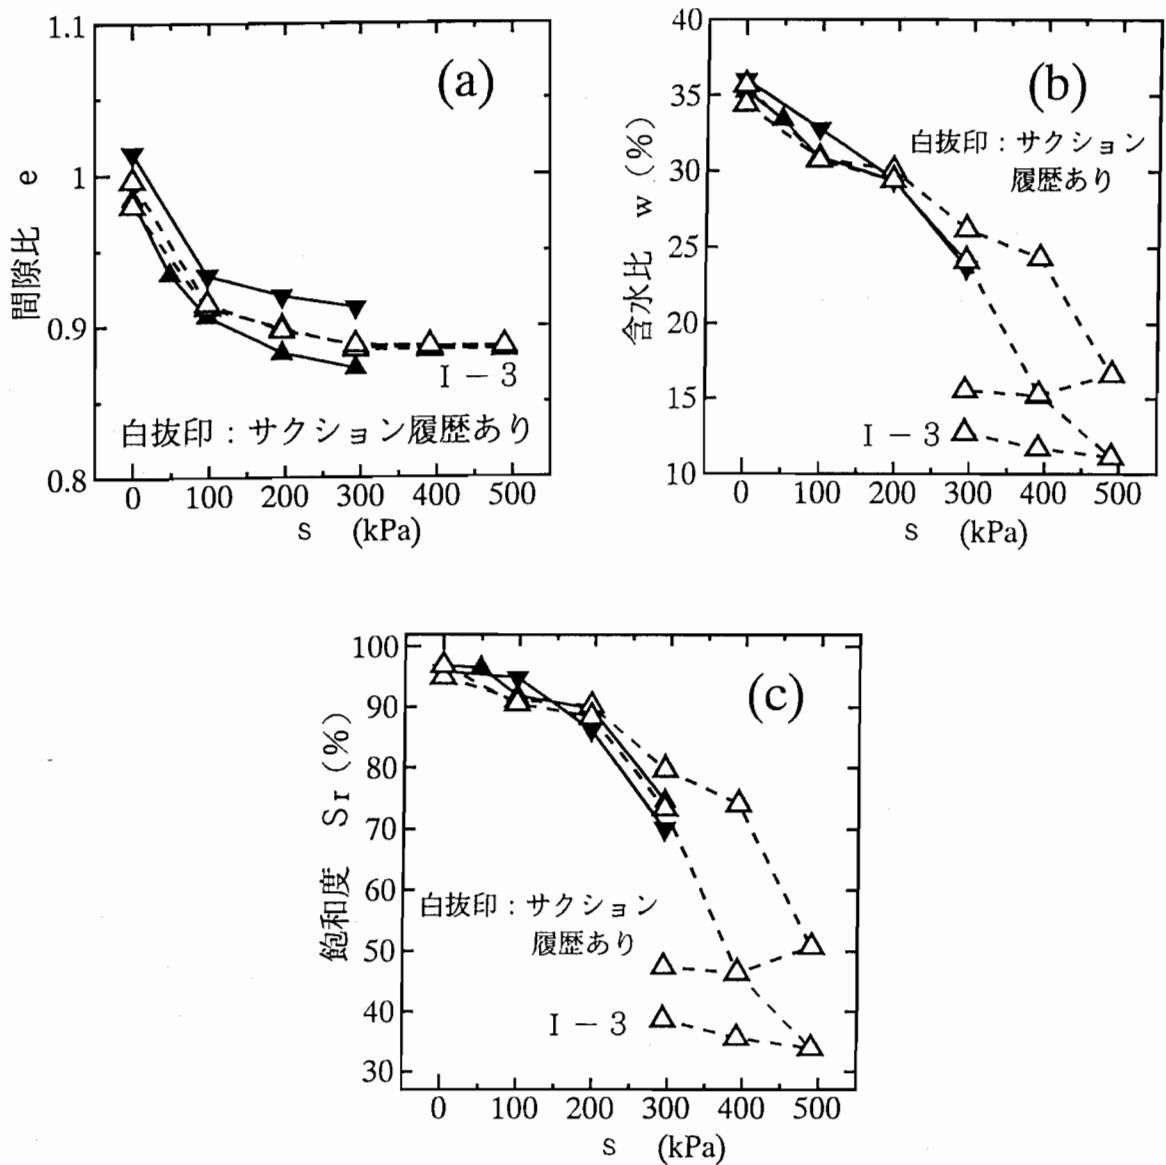 1.1
1
0.9
0.8
間隙比 e
(a)
I－3
白抜印：サクション履歴あり
0 100 200 300 400 500
s (kPa)
40
35
30
25
20
15
10
含水比 w (%)
(b)
白抜印：サクション
履歴あり
I－3
0 100 200 300 400 500
s (kPa)
100
90
80
70
60
50
40
30
飽和度 Sr (%)
(c)
白抜印：サクション
履歴あり
I－3
0 100 200 300 400 500
s (kPa)